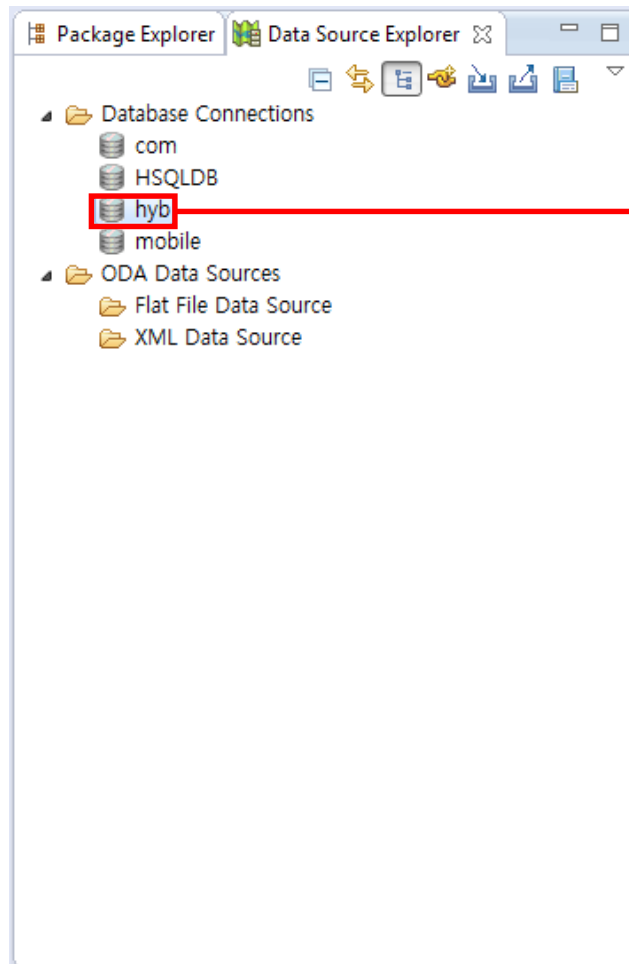 Package Explorer Data Source Explorer
Database Connections
com
HSQLDB
hyb
mobile
ODA Data Sources
Flat File Data Source
XML Data Source